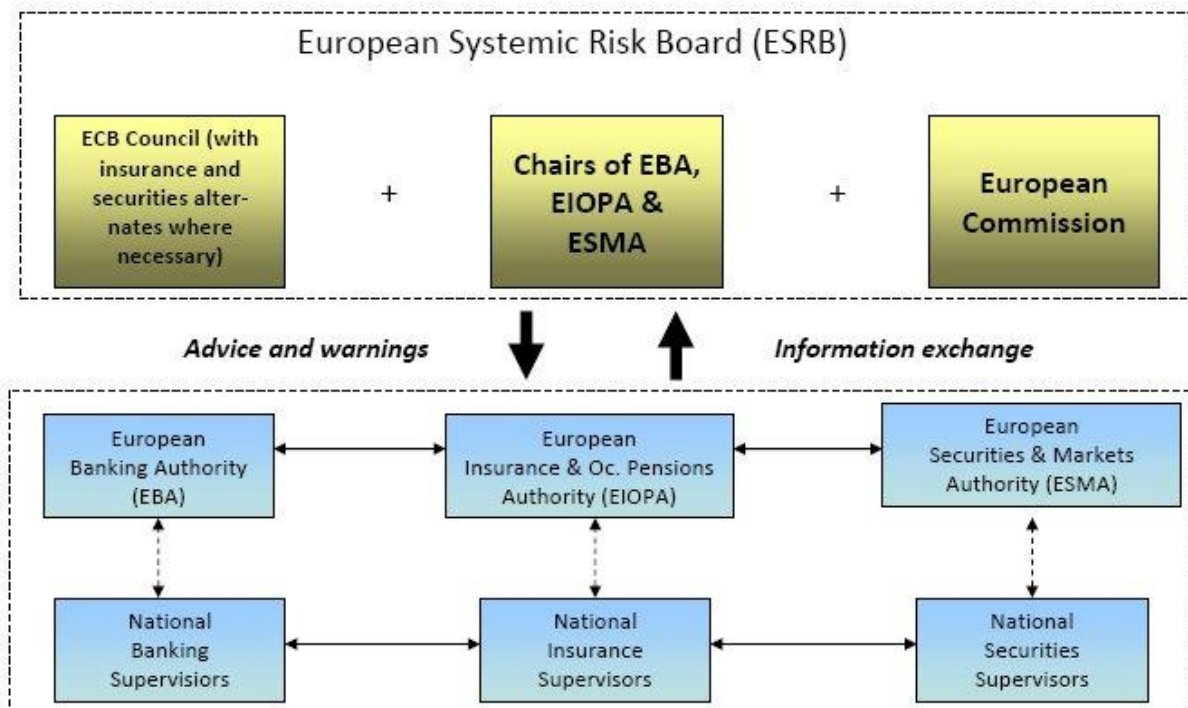 European Systemic Risk Board (ESRB)
ECB Council (with
insurance and
securities alter-
nates where
necessary)
+
Chairs of EBA,
EIOPA &
ESMA
+
European
Commission
Advice and warnings
Information exchange
European
Banking Authority
(EBA)
European
Insurance & Oc. Pensions
Authority (EIOPA)
European
Securities & Markets
Authority (ESMA)
National
Banking
Supervisiors
National
Insurance
Supervisors
National
Securities
Supervisors